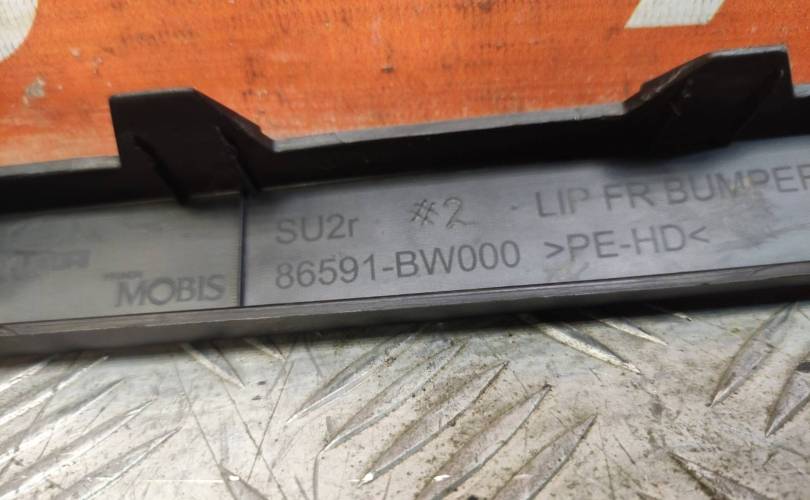 SU2r #2 LIP FR BUMPER
86591-BW000 >PE-HD<
MOBIS